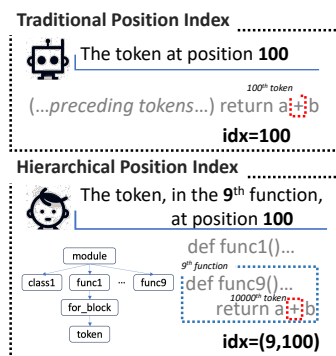 Traditional Position Index
The token at position 100
100th token
(...preceding tokens...) return a + b
idx=100
Hierarchical Position Index
The token, in the 9th function,
at position 100
module
class1 func1 ... func9
for_block
token
def func1()...
9th function
def func9()...
10000th token
return a + b
idx=(9,100)